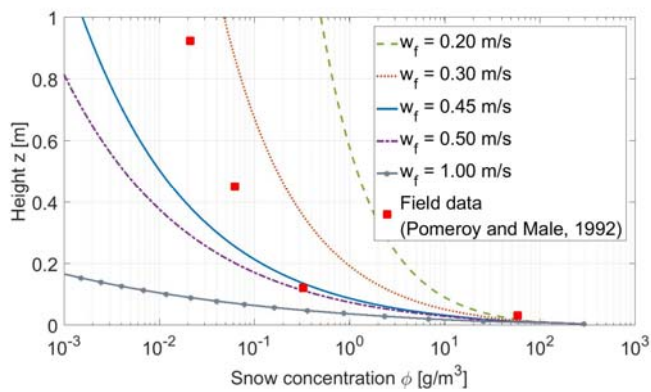 1
0.8
0.6
0.4
0.2
0
Height z [m]
w_f = 0.20 m/s
w_f = 0.30 m/s
w_f = 0.45 m/s
w_f = 0.50 m/s
w_f = 1.00 m/s
Field data
(Pomeroy and Male, 1992)
10^-3 10^-2 10^-1 10^0 10^1 10^2 10^3
Snow concentration ϕ [g/m^3]